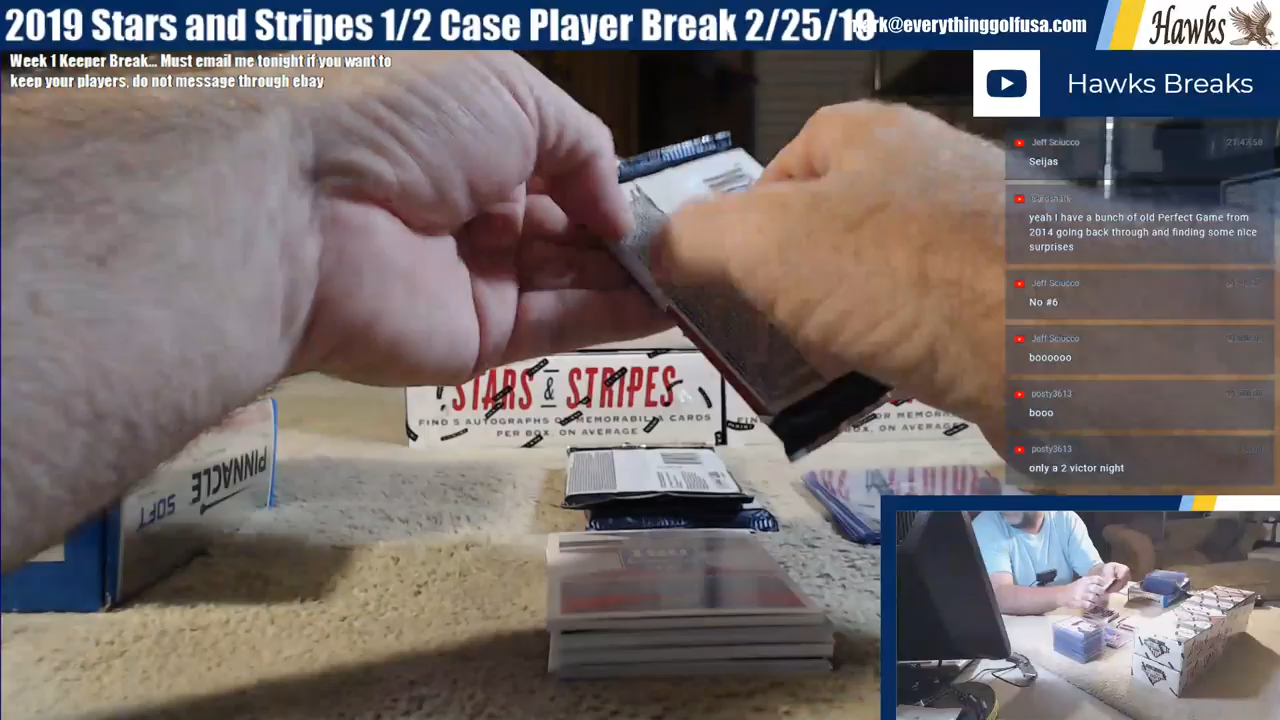 2019 Stars and Stripes 1/2 Case Player Break 2/25/19
@everythinggolfusa.com
Hawks
Week 1 Keeper Break... Must email me tonight if you want to
keep your players, do not message through ebay
Hawks Breaks
Jeff Sciucco
Seijas
yeah I have a bunch of old Perfect Game from
2014 going back through and finding some nice
surprises
Jeff Sciucco
No #6
Jeff Sciucco
boooooo
posty3613
booo
posty3613
only a 2 victor night
STARS & STRIPES
FIND 5 AUTOGRAPHS OR MEMORABILIA CARDS
PER BOX, ON AVERAGE
PINNACLE
SOFT